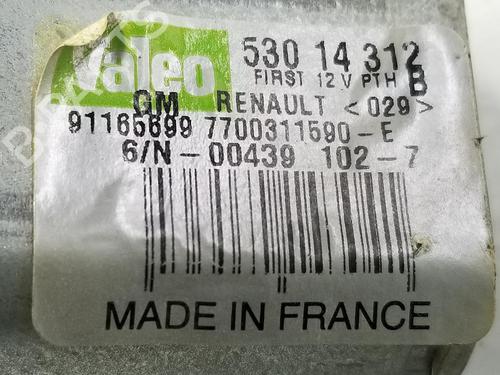 Valeo
530 14 312
FIRST 12 V PTH B
GM RENAULT <029>
91165699 7700311590-E
6/N-00439 102-7
MADE IN FRANCE